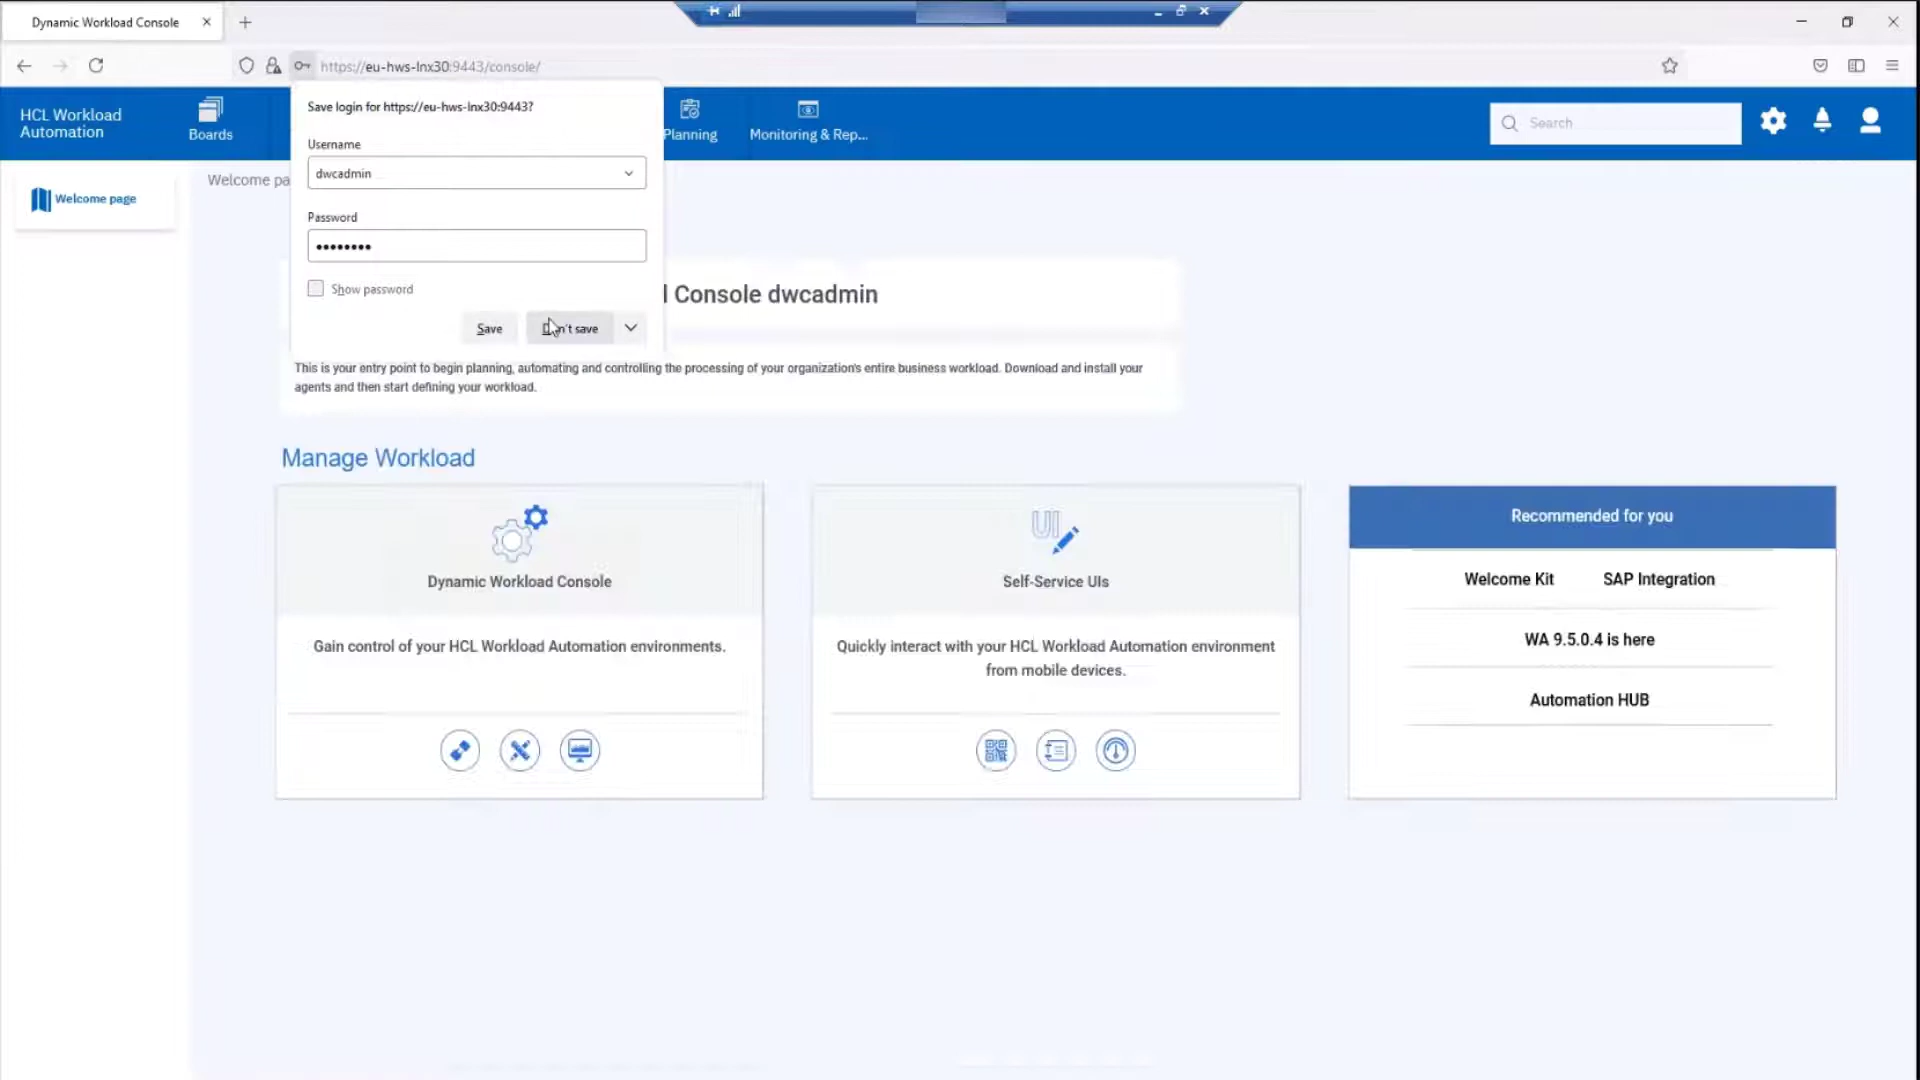 Dynamic Workload Console
https://eu-hws-lnx30:9443/console/
HCL Workload
Automation
Boards
Planning
Monitoring & Rep...
Search
Save login for https://eu-hws-lnx30:9443?
Username
dwcadmin
Password
••••••••
Show password
Save
Don't save
Welcome page
Welcome pa
l Console dwcadmin
This is your entry point to begin planning, automating and controlling the processing of your organization's entire business workload. Download and install your
agents and then start defining your workload.
Manage Workload
Dynamic Workload Console
Gain control of your HCL Workload Automation environments.
UI
Self-Service UIs
Quickly interact with your HCL Workload Automation environment
from mobile devices.
Recommended for you
Welcome Kit SAP Integration
WA 9.5.0.4 is here
Automation HUB